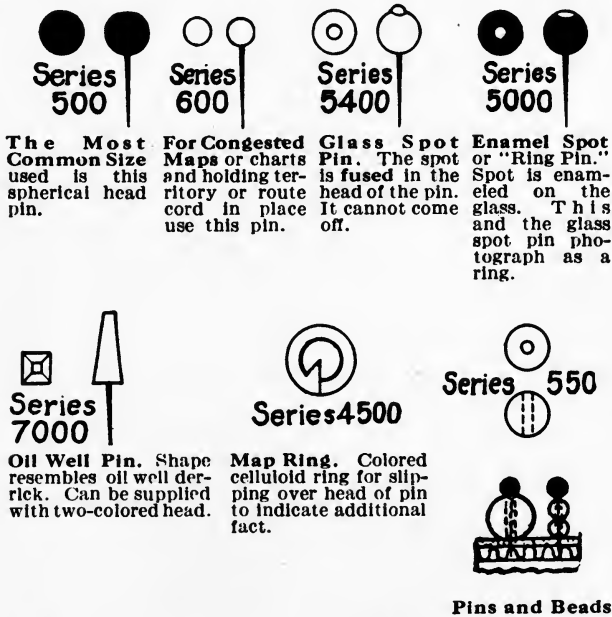 Series
500
The Most
Common Size
used is this
spherical head
pin.
Series
600
For Congested
Maps or charts
and holding ter-
ritory or route
cord in place
use this pin.
Series
5400
Glass Spot
Pin. The spot
is fused in the
head of the pin.
It cannot come
off.
Series
5000
Enamel Spot
or "Ring Pin."
Spot is enam-
eled on the
glass. This
and the glass
spot pin pho-
tograph as a
ring.
Series
7000
Oil Well Pin. Shape
resembles oil well der-
rick. Can be supplied
with two-colored head.
Series 4500
Map Ring. Colored
celluloid ring for slip-
ping over head of pin
to indicate additional
fact.
Series 550
Pins and Beads